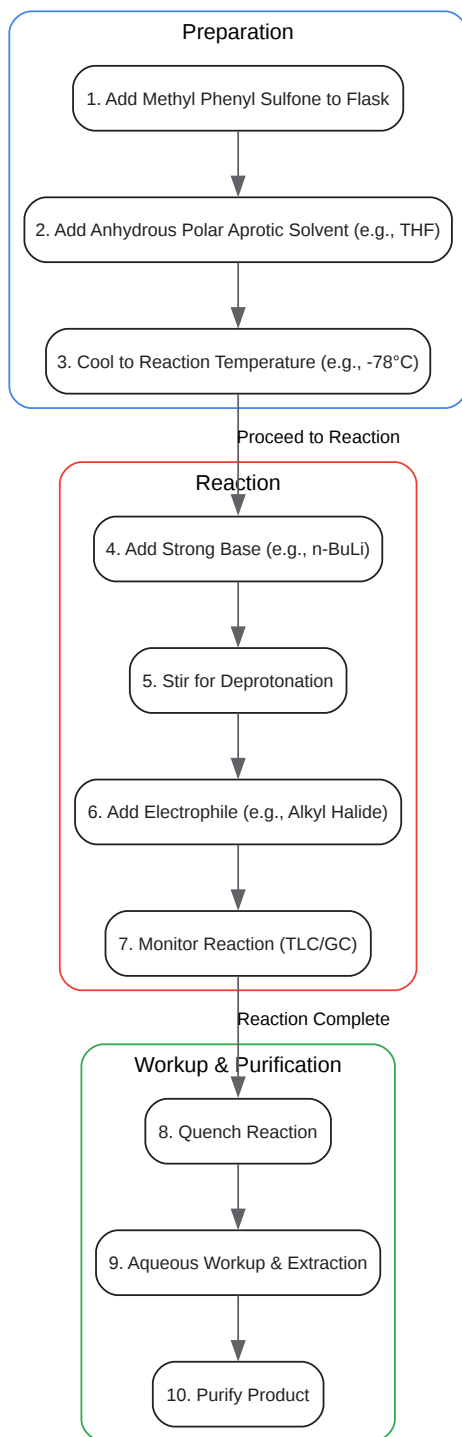 Preparation
1. Add Methyl Phenyl Sulfone to Flask
2. Add Anhydrous Polar Aprotic Solvent (e.g., THF)
3. Cool to Reaction Temperature (e.g., -78°C)
Proceed to Reaction
Reaction
4. Add Strong Base (e.g., n-BuLi)
5. Stir for Deprotonation
6. Add Electrophile (e.g., Alkyl Halide)
7. Monitor Reaction (TLC/GC)
Reaction Complete
Workup & Purification
8. Quench Reaction
9. Aqueous Workup & Extraction
10. Purify Product